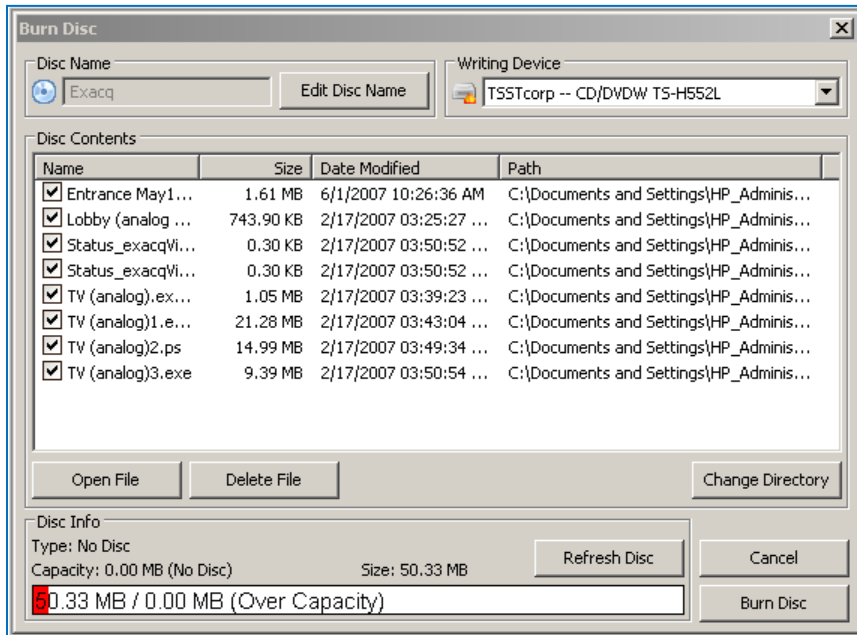 Burn Disc
Disc Name
Writing Device
Exacq
Edit Disc Name
TSSTcorp -- CD/DVDW TS-H552L
Disc Contents
Name Size Date Modified Path
Entrance May1... 1.61 MB 6/1/2007 10:26:36 AM C:\Documents and Settings\HP_Adminis...
Lobby (analog ... 743.90 KB 2/17/2007 03:25:27 ... C:\Documents and Settings\HP_Adminis...
Status_exacqVi... 0.30 KB 2/17/2007 03:50:52 ... C:\Documents and Settings\HP_Adminis...
Status_exacqVi... 0.30 KB 2/17/2007 03:50:52 ... C:\Documents and Settings\HP_Adminis...
TV (analog).ex... 1.05 MB 2/17/2007 03:39:23 ... C:\Documents and Settings\HP_Adminis...
TV (analog)1.e... 21.28 MB 2/17/2007 03:43:04 ... C:\Documents and Settings\HP_Adminis...
TV (analog)2.ps 14.99 MB 2/17/2007 03:49:34 ... C:\Documents and Settings\HP_Adminis...
TV (analog)3.exe 9.39 MB 2/17/2007 03:50:54 ... C:\Documents and Settings\HP_Adminis...
Open File Delete File Change Directory
Disc Info
Type: No Disc
Capacity: 0.00 MB (No Disc) Size: 50.33 MB
Refresh Disc
Cancel
50.33 MB / 0.00 MB (Over Capacity)
Burn Disc